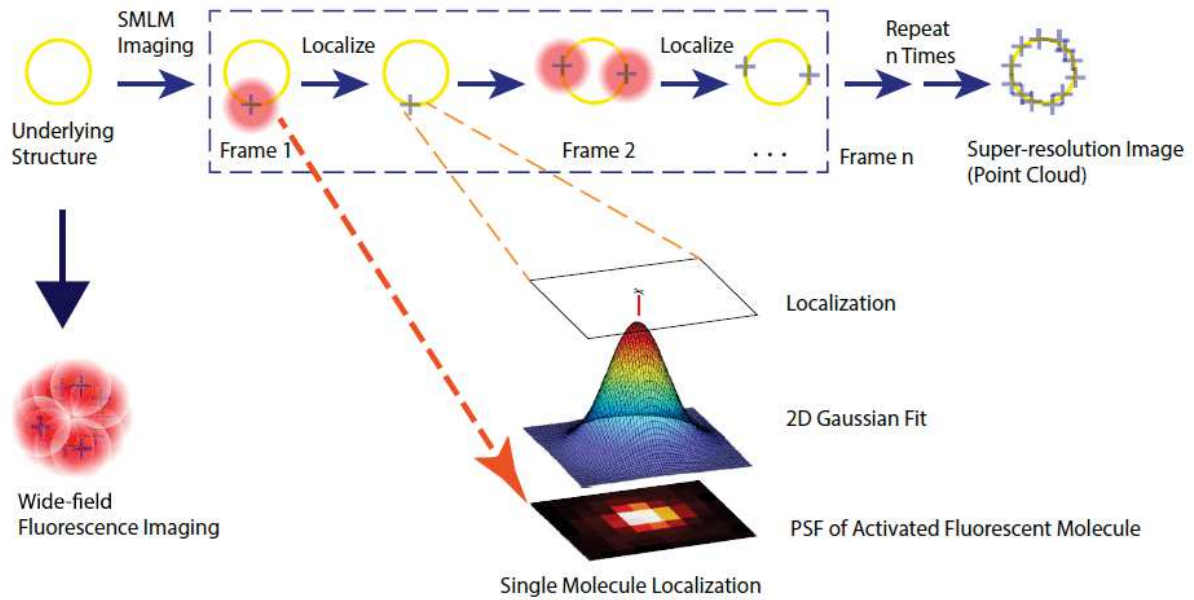 SMLM
Imaging
Localize
Localize
Repeat
n Times
Underlying
Structure
Frame 1
Frame 2
. . .
Frame n
Super-resolution Image
(Point Cloud)
Localization
2D Gaussian Fit
Wide-field
Fluorescence Imaging
PSF of Activated Fluorescent Molecule
Single Molecule Localization